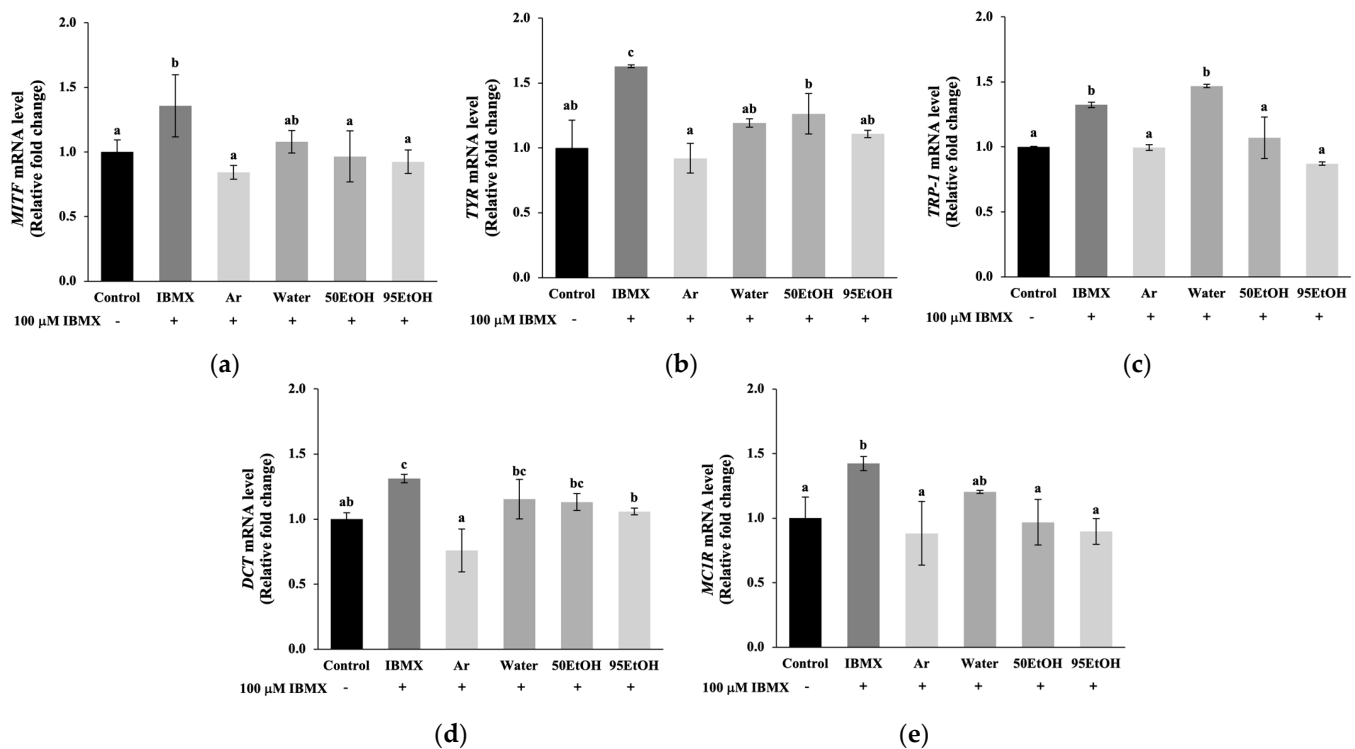 MITF mRNA level
(Relative fold change)
2.0
1.5
1.0
0.5
0.0
a
b
a
ab
a
a
Control IBMX Ar Water 50EtOH 95EtOH
100 μM IBMX - + + + + +
(a)
TYR mRNA level
(Relative fold change)
2.0
1.5
1.0
0.5
0.0
ab
c
a
ab
b
ab
Control IBMX Ar Water 50EtOH 95EtOH
100 μM IBMX - + + + + +
(b)
TRP-1 mRNA level
(Relative fold change)
2.0
1.5
1.0
0.5
0.0
a
b
a
b
a
a
Control IBMX Ar Water 50EtOH 95EtOH
100 μM IBMX - + + + + +
(c)
DCT mRNA level
(Relative fold change)
2.0
1.5
1.0
0.5
0.0
ab
c
a
bc
bc
b
Control IBMX Ar Water 50EtOH 95EtOH
100 μM IBMX - + + + + +
(d)
MC1R mRNA level
(Relative fold change)
2.0
1.5
1.0
0.5
0.0
a
b
a
ab
a
a
Control IBMX Ar Water 50EtOH 95EtOH
100 μM IBMX - + + + + +
(e)